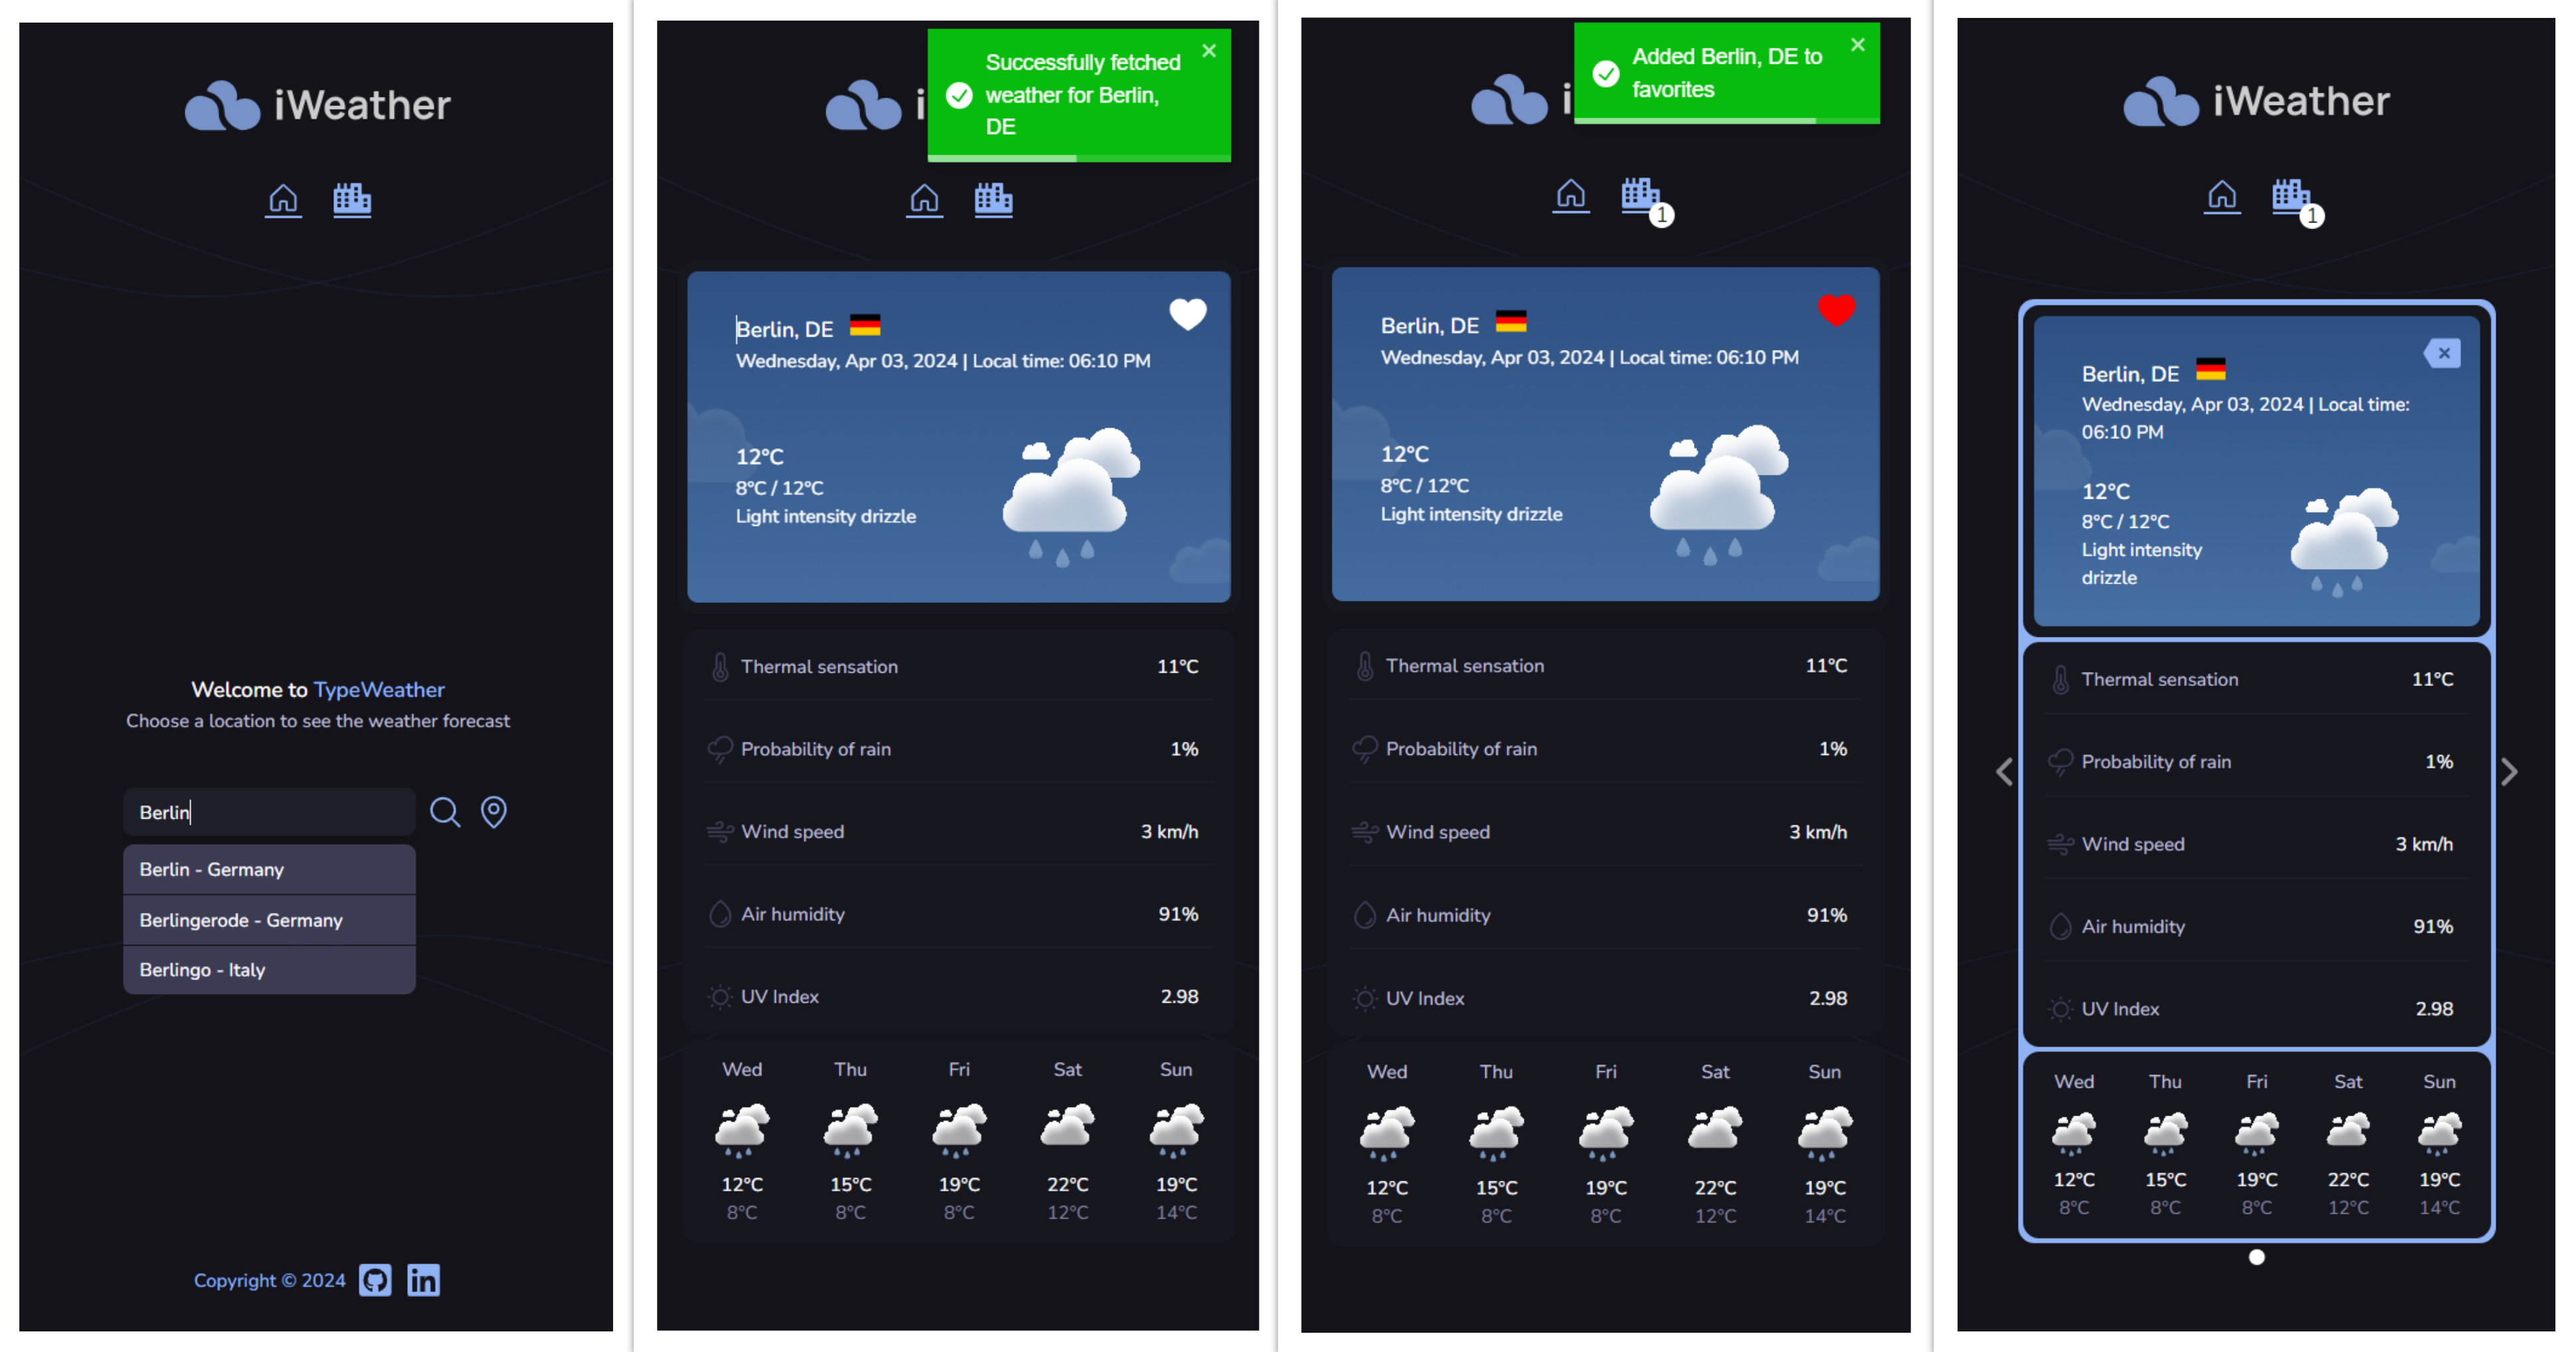 iWeather
Welcome to TypeWeather
Choose a location to see the weather forecast
Berlin
Berlin - Germany
Berlingerode - Germany
Berlingo - Italy
Copyright © 2024
in
i
Successfully fetched
weather for Berlin,
DE
Berlin, DE
Wednesday, Apr 03, 2024 | Local time: 06:10 PM
12°C
8°C / 12°C
Light intensity drizzle
Thermal sensation 11°C
Probability of rain 1%
Wind speed 3 km/h
Air humidity 91%
UV Index 2.98
Wed Thu Fri Sat Sun
12°C 15°C 19°C 22°C 19°C
8°C 8°C 8°C 12°C 14°C
i
Added Berlin, DE to
favorites
1
Berlin, DE
Wednesday, Apr 03, 2024 | Local time: 06:10 PM
12°C
8°C / 12°C
Light intensity drizzle
Thermal sensation 11°C
Probability of rain 1%
Wind speed 3 km/h
Air humidity 91%
UV Index 2.98
Wed Thu Fri Sat Sun
12°C 15°C 19°C 22°C 19°C
8°C 8°C 8°C 12°C 14°C
iWeather
1
Berlin, DE
Wednesday, Apr 03, 2024 | Local time:
06:10 PM
12°C
8°C / 12°C
Light intensity
drizzle
Thermal sensation 11°C
Probability of rain 1%
Wind speed 3 km/h
Air humidity 91%
UV Index 2.98
Wed Thu Fri Sat Sun
12°C 15°C 19°C 22°C 19°C
8°C 8°C 8°C 12°C 14°C